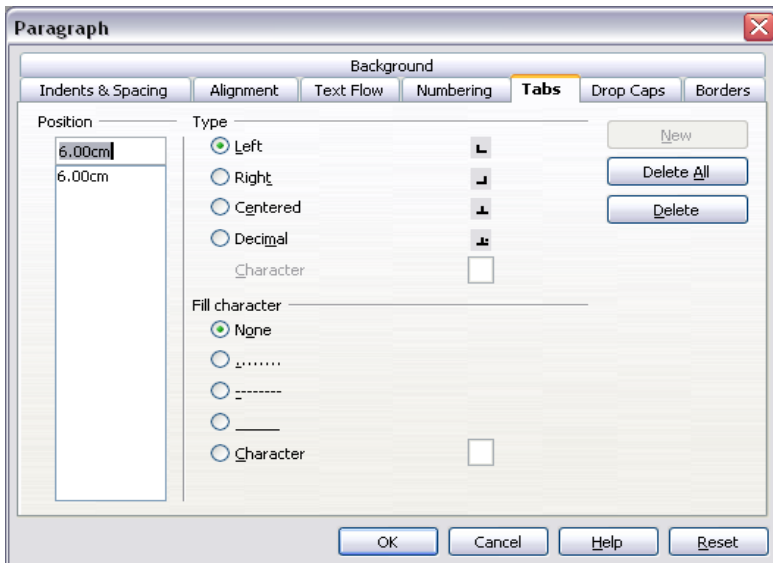 Paragraph
Background
Indents & Spacing Alignment Text Flow Numbering Tabs Drop Caps Borders
Position Type
6.00cm Left New
6.00cm Right Delete All
Centered Delete
Decimal
Character
Fill character
None
.......
--------
_____
Character
OK Cancel Help Reset